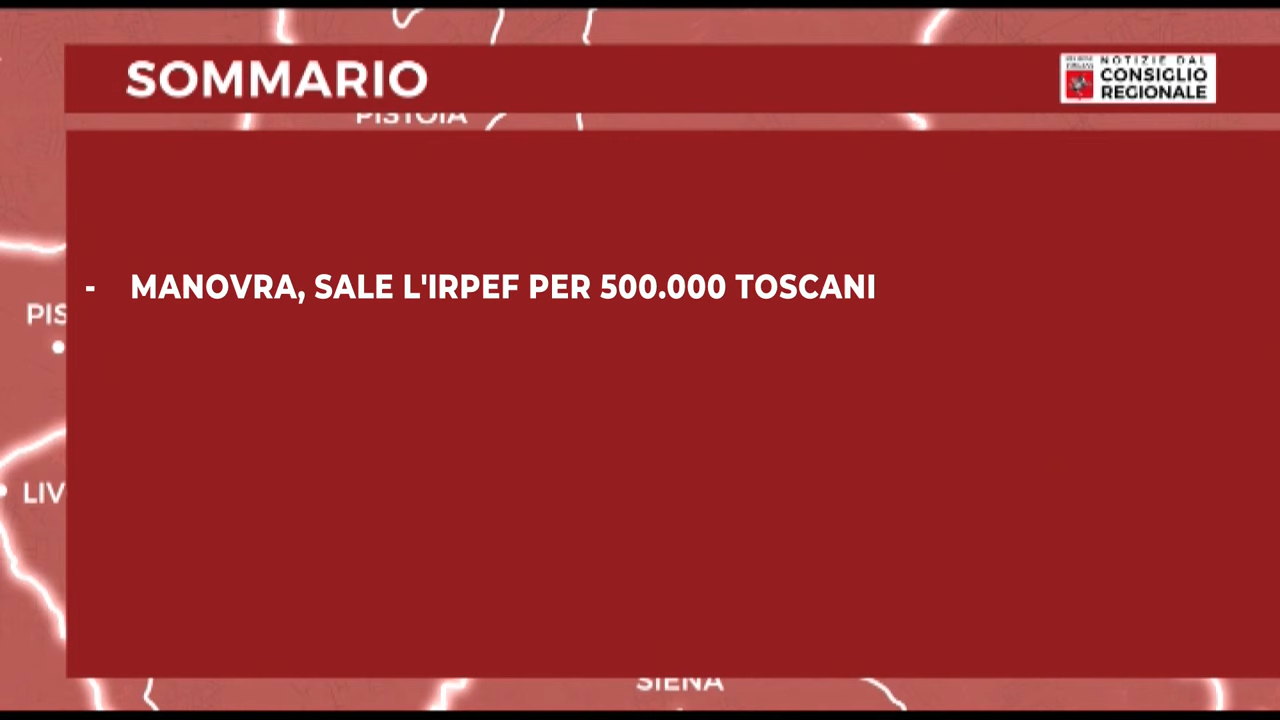 SOMMARIO
NOTIZIE DAL
CONSIGLIO
REGIONALE
PISTOIA
- MANOVRA, SALE L'IRPEF PER 500.000 TOSCANI
PIS
LIV
SIENA